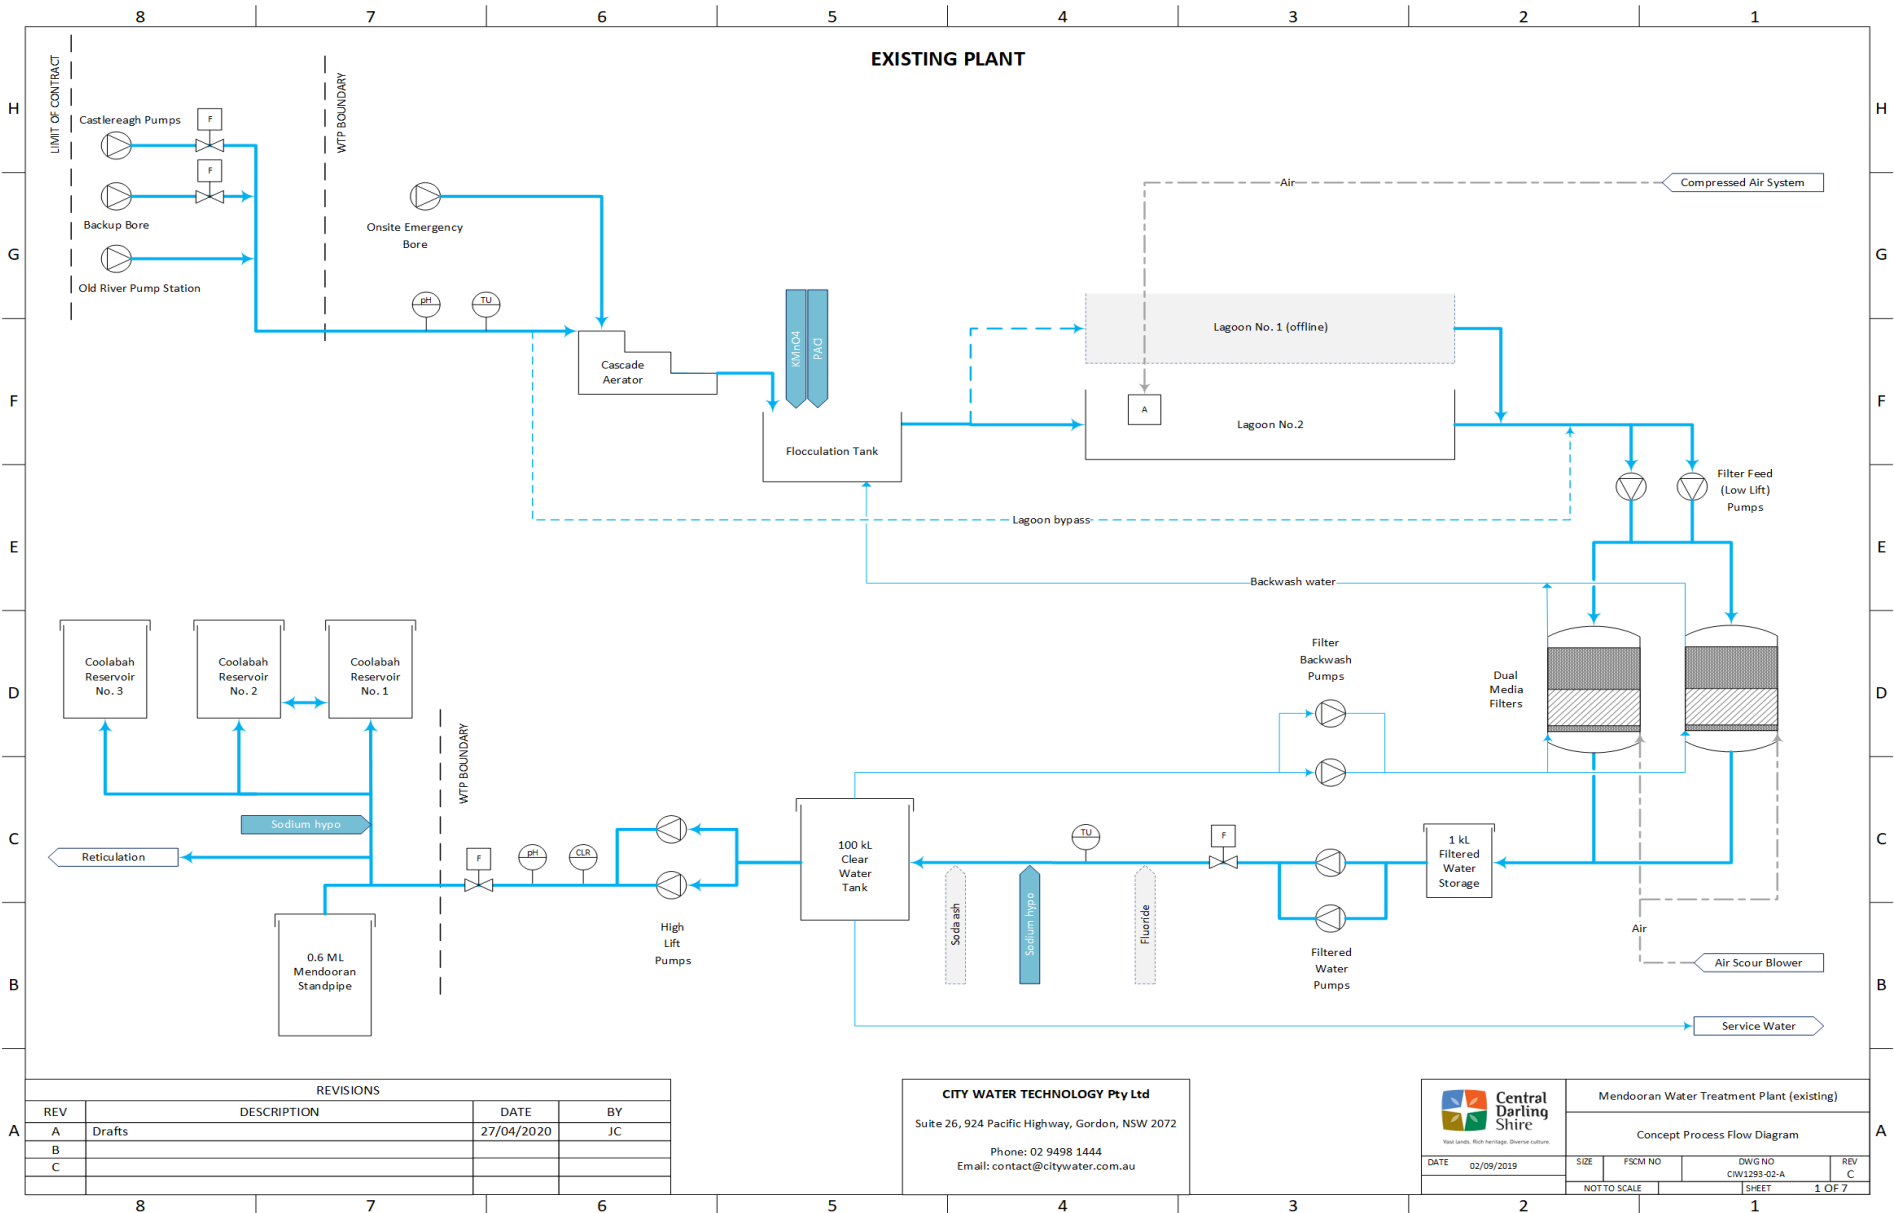 8 7 6 5 4 3 2 1
EXISTING PLANT
H
H
LIMIT OF CONTRACT
WTP BOUNDARY
Castlereagh Pumps
F
F
Backup Bore
Old River Pump Station
Onsite Emergency
Bore
Air
Compressed Air System
G
G
pH
TU
Cascade
Aerator
KMnO4
PACl
Lagoon No. 1 (offline)
A
Lagoon No.2
Flocculation Tank
F
F
Filter Feed
(Low Lift)
Pumps
Lagoon bypass
E
E
Backwash water
Coolabah
Reservoir
No. 3
Coolabah
Reservoir
No. 2
Coolabah
Reservoir
No. 1
Filter
Backwash
Pumps
Dual
Media
Filters
D
D
WTP BOUNDARY
Sodium hypo
Reticulation
F
pH
CLR
100 kL
Clear
Water
Tank
TU
F
1 kL
Filtered
Water
Storage
C
C
High
Lift
Pumps
Soda ash
Sodium hypo
Fluoride
Filtered
Water
Pumps
Air
Air Scour Blower
0.6 ML
Mendooran
Standpipe
B
B
Service Water
REVISIONS
REV DESCRIPTION DATE BY
A Drafts 27/04/2020 JC
B
C
A
A
CITY WATER TECHNOLOGY Pty Ltd
Suite 26, 924 Pacific Highway, Gordon, NSW 2072
Phone: 02 9498 1444
Email: contact@citywater.com.au
Central
Darling
Shire
Vast lands. Rich heritage. Diverse culture.
DATE 02/09/2019
Mendooran Water Treatment Plant (existing)
Concept Process Flow Diagram
SIZE FSCM NO DWG NO REV
CIW1293-02-A C
NOT TO SCALE SHEET 1 OF 7
8 7 6 5 4 3 2 1